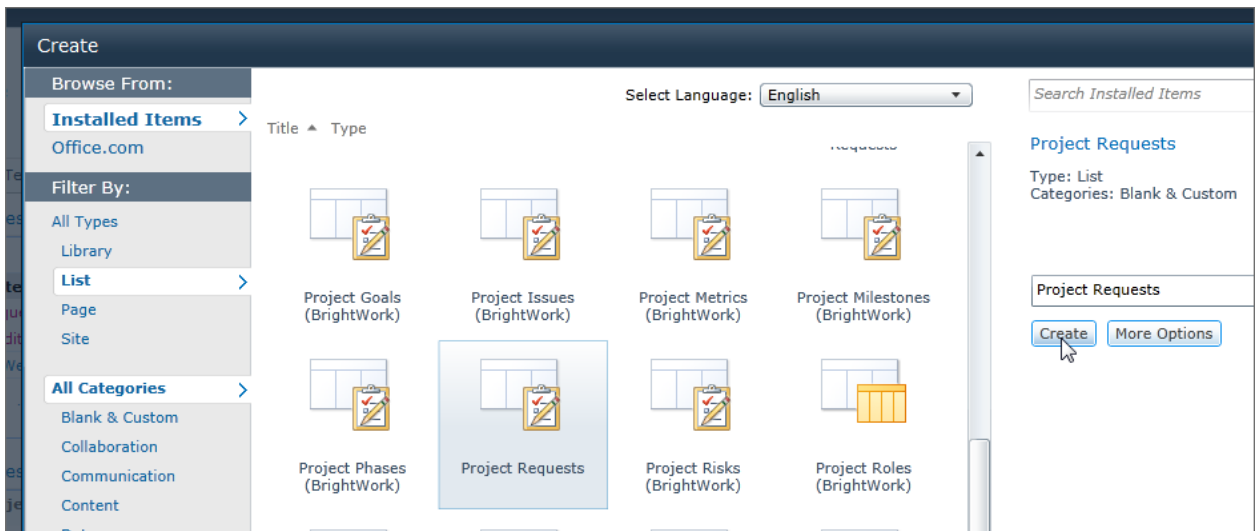 Create
Browse From:
Installed Items
Office.com
Filter By:
All Types
Library
List
Page
Site
All Categories
Blank & Custom
Collaboration
Communication
Content
Select Language: English
Title Type
Requests
Project Goals
(BrightWork)
Project Issues
(BrightWork)
Project Metrics
(BrightWork)
Project Milestones
(BrightWork)
Project Phases
(BrightWork)
Project Requests
Project Risks
(BrightWork)
Project Roles
(BrightWork)
Search Installed Items
Project Requests
Type: List
Categories: Blank & Custom
Project Requests
Create More Options